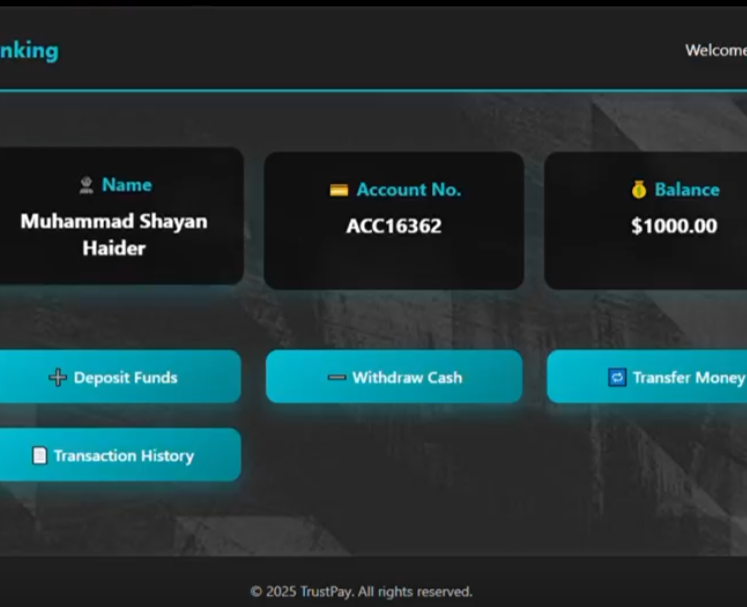 nking
Welcome
Name
Muhammad Shayan
Haider
Account No.
ACC16362
Balance
$1000.00
Deposit Funds
Withdraw Cash
Transfer Money
Transaction History
© 2025 TrustPay. All rights reserved.